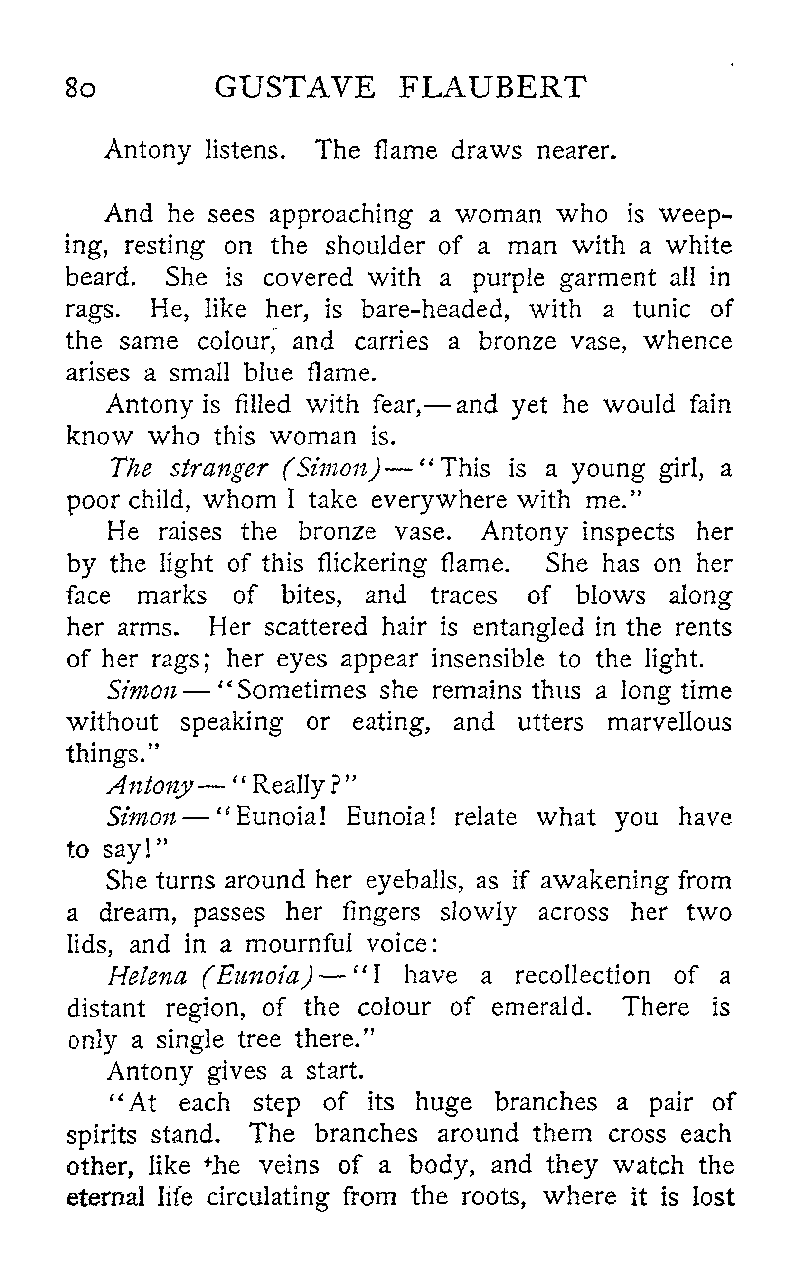 80 GUSTAVE FLAUBERT
Antony listens. The flame draws nearer.
And he sees approaching a woman who is weep-
ing, resting on the shoulder of a man with a white
beard. She is covered with a purple garment all in
rags. He, like her, is bare-headed, with a tunic of
the same colour, and carries a bronze vase, whence
arises a small blue flame.
Antony is filled with fear,—and yet he would fain
know who this woman is.
The stranger (Simon)—"This is a young girl, a
poor child, whom I take everywhere with me."
He raises the bronze vase. Antony inspects her
by the light of this flickering flame. She has on her
face marks of bites, and traces of blows along
her arms. Her scattered hair is entangled in the rents
of her rags; her eyes appear insensible to the light.
Simon—"Sometimes she remains thus a long time
without speaking or eating, and utters marvellous
things."
Antony—"Really?"
Simon—"Eunoia! Eunoia! relate what you have
to say!"
She turns around her eyeballs, as if awakening from
a dream, passes her fingers slowly across her two
lids, and in a mournful voice:
Helena (Eunoia)—"I have a recollection of a
distant region, of the colour of emerald. There is
only a single tree there."
Antony gives a start.
"At each step of its huge branches a pair of
spirits stand. The branches around them cross each
other, like the veins of a body, and they watch the
eternal life circulating from the roots, where it is lost